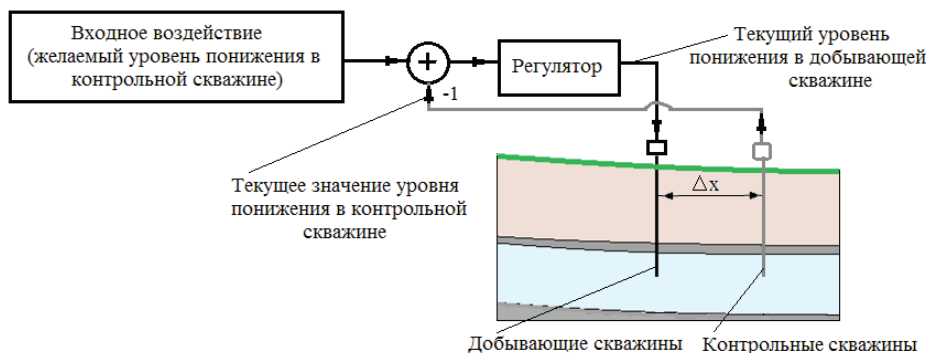 Входное воздействие
(желаемый уровень понижения в
контрольной скважине)
+
-1
Регулятор
Текущий уровень
понижения в добывающей
скважине
Текущее значение уровня
понижения в контрольной
скважине
Δx
Добывающие скважины
Контрольные скважины